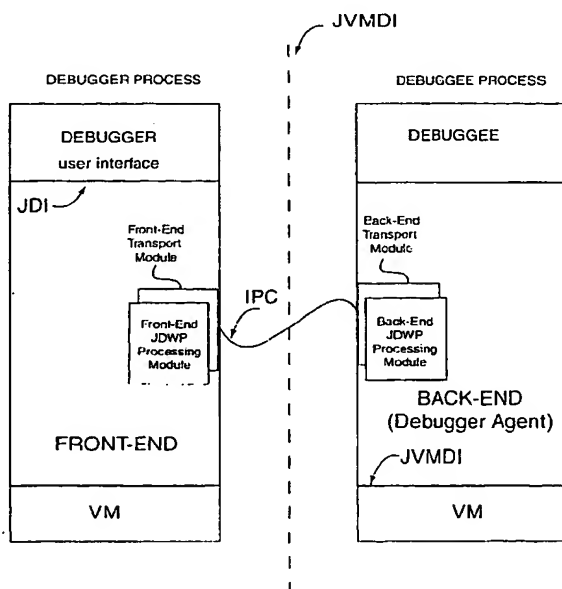 JVMDI
DEBUGGER PROCESS
DEBUGGEE PROCESS
DEBUGGER
user interface
DEBUGGEE
JDI
Front-End
Transport
Module
Back-End
Transport
Module
IPC
Front-End
JDWP
Processing
Module
Back-End
JDWP
Processing
Module
FRONT-END
BACK-END
(Debugger Agent)
JVMDI
VM
VM